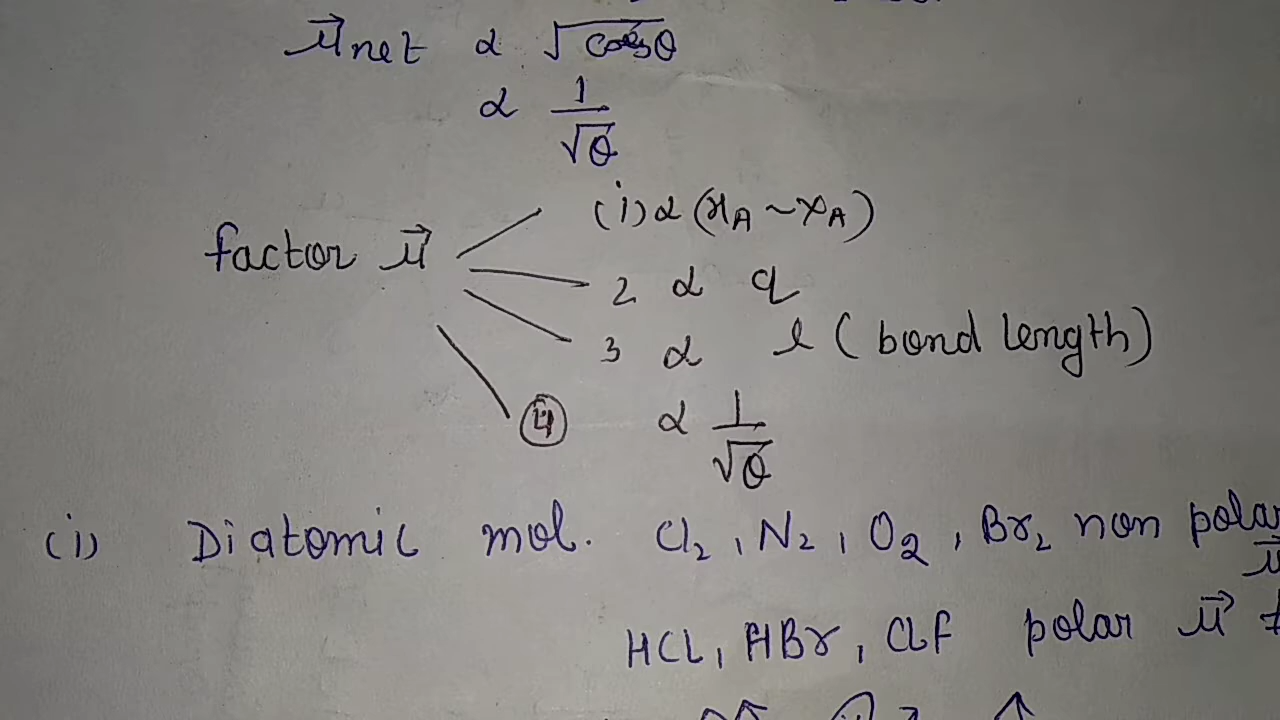 μ⃗ net α √cosθ
α 1/√θ
(i) α (xA ~ xA)
factor μ⃗
2 α q
3 α l (bond length)
④ α 1/√θ
(i) Diatomic mol. Cl₂, N₂, O₂, Br₂ non polar
μ⃗
HCl, HBr, ClF polar μ⃗ ≠